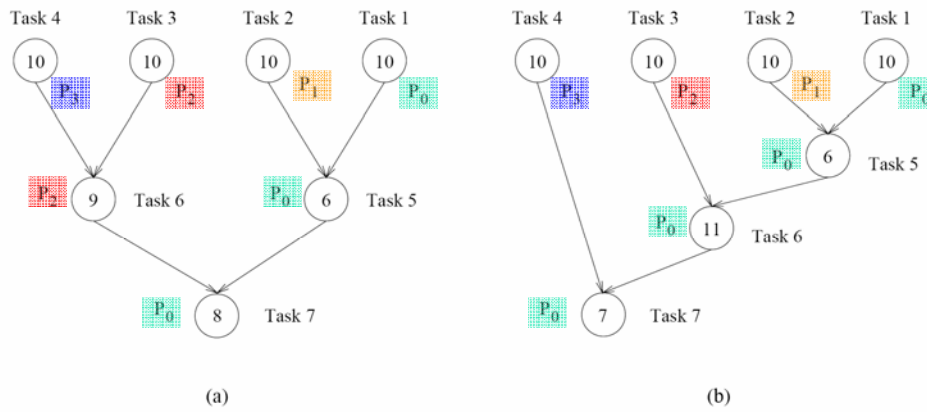 Task 4 Task 3 Task 2 Task 1
10 10 10 10
P3 P2 P1 P0
P2 9 Task 6 P0 6 Task 5
P0 8 Task 7
(a)
Task 4 Task 3 Task 2 Task 1
10 10 10 10
P3 P2 P1 P0
P0 6 Task 5
P0 11 Task 6
P0 7 Task 7
(b)